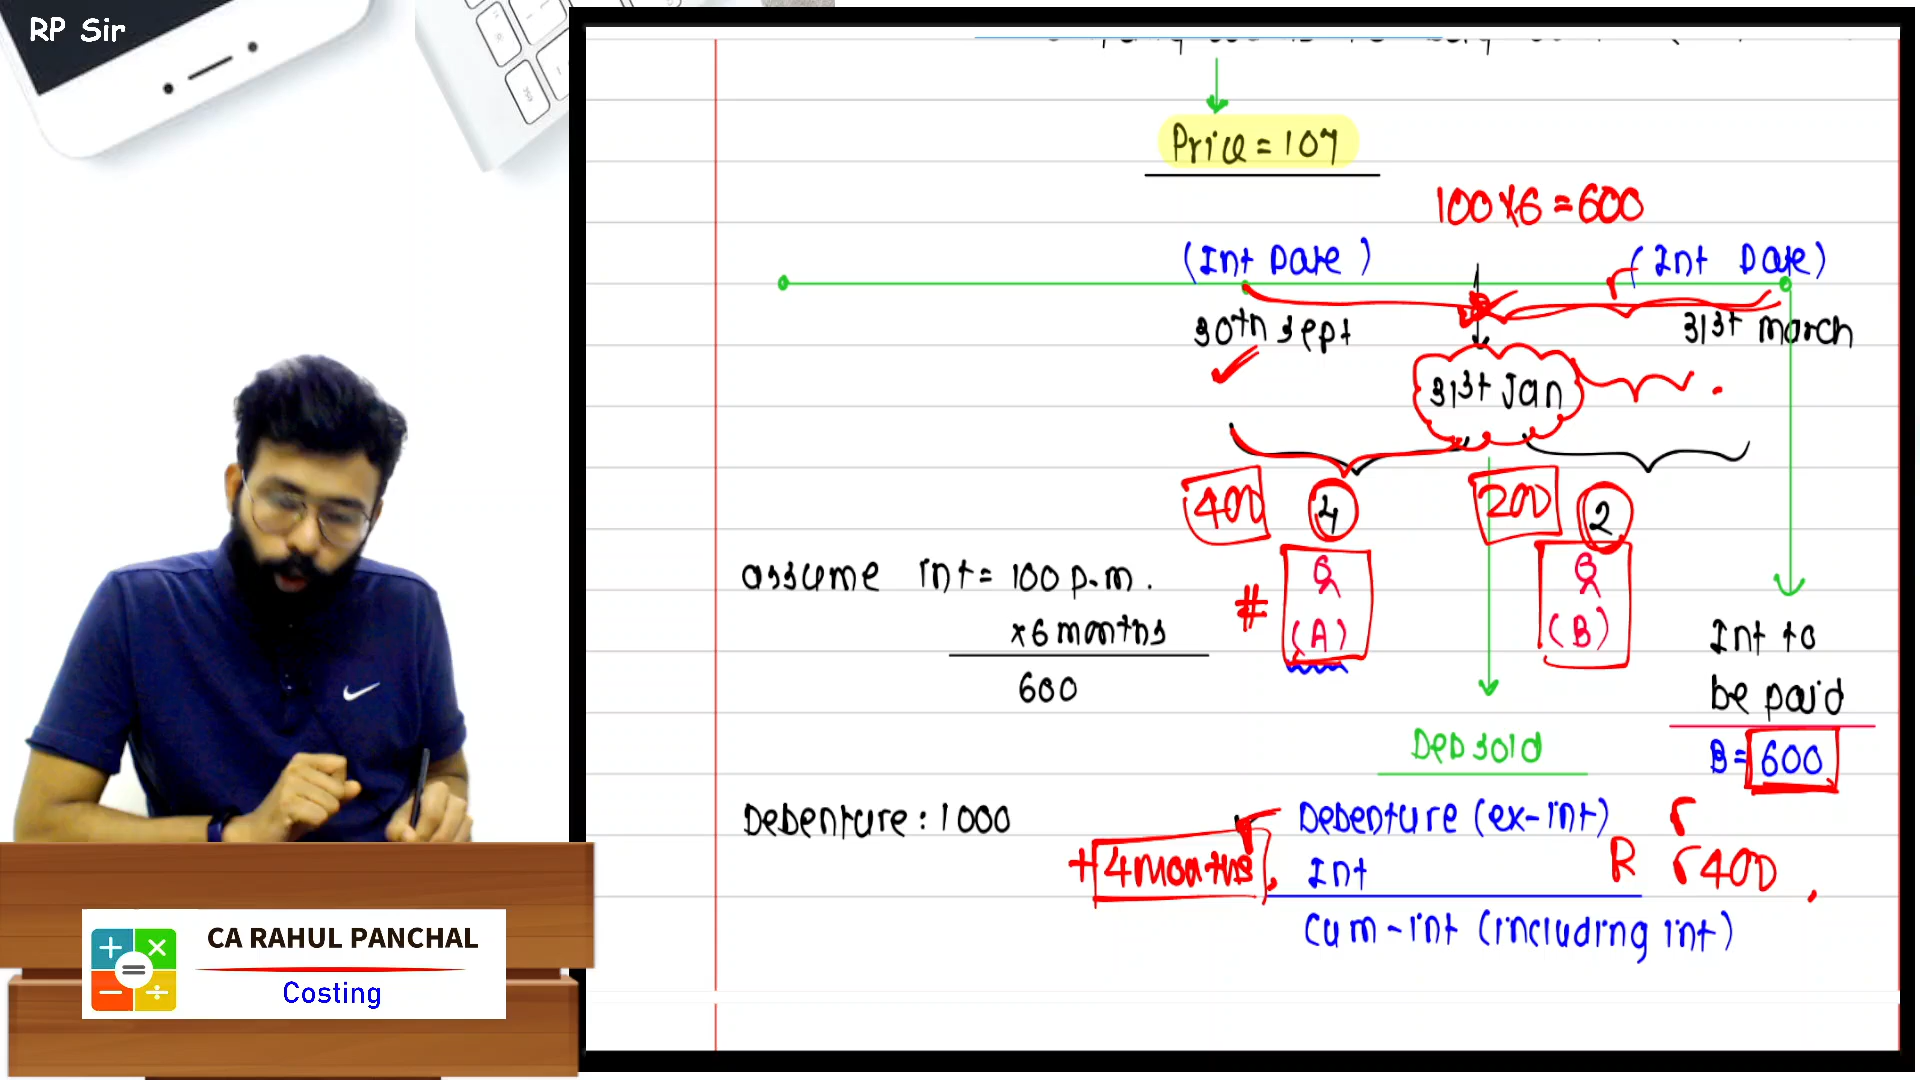 RP Sir
Price = 107
100 x 6 = 600
(Int Date) (Int Date)
30th sept 31st march
31st Jan
400 4 200 2
assume int = 100 p.m. # Q Q
x 6 months (A) (B) Int to
600 be paid
Deb sold B = 600
Debenture : 1000 Debenture (ex-int)
+ 4 months Int R 400
Cum-int (including int)
CA RAHUL PANCHAL
Costing